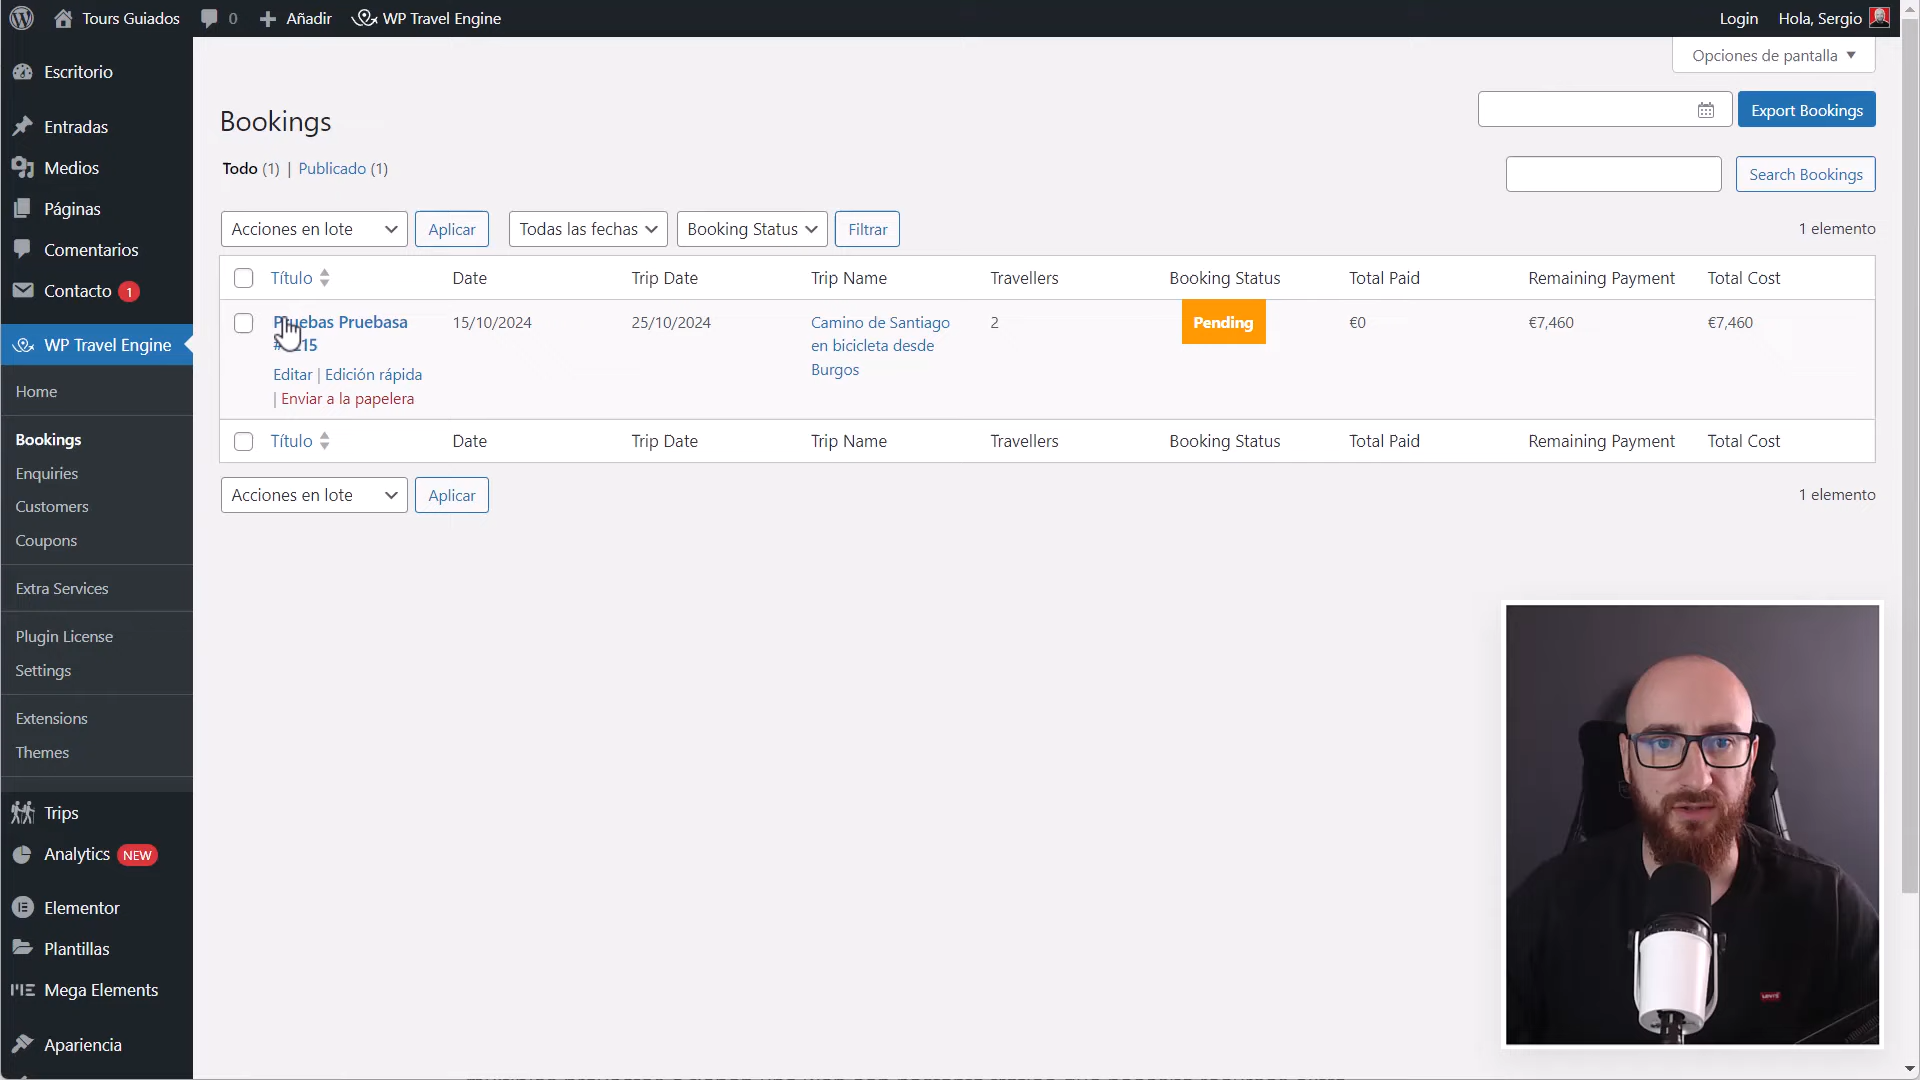 Tours Guiados 0 Añadir WP Travel Engine Login Hola, Sergio
Opciones de pantalla
Escritorio
Entradas
Medios
Páginas
Comentarios
Contacto 1
WP Travel Engine
Home
Bookings
Enquiries
Customers
Coupons
Extra Services
Plugin License
Settings
Extensions
Themes
Trips
Analytics NEW
Elementor
Plantillas
Mega Elements
Apariencia
Bookings
Export Bookings
Todo (1) | Publicado (1)
Search Bookings
Acciones en lote Aplicar Todas las fechas Booking Status Filtrar 1 elemento
Título Date Trip Date Trip Name Travellers Booking Status Total Paid Remaining Payment Total Cost
Pruebas Pruebasa 15/10/2024 25/10/2024 Camino de Santiago 2 Pending €0 €7,460 €7,460
en bicicleta desde
Burgos
Editar | Edición rápida
| Enviar a la papelera
Título Date Trip Date Trip Name Travellers Booking Status Total Paid Remaining Payment Total Cost
Acciones en lote Aplicar 1 elemento